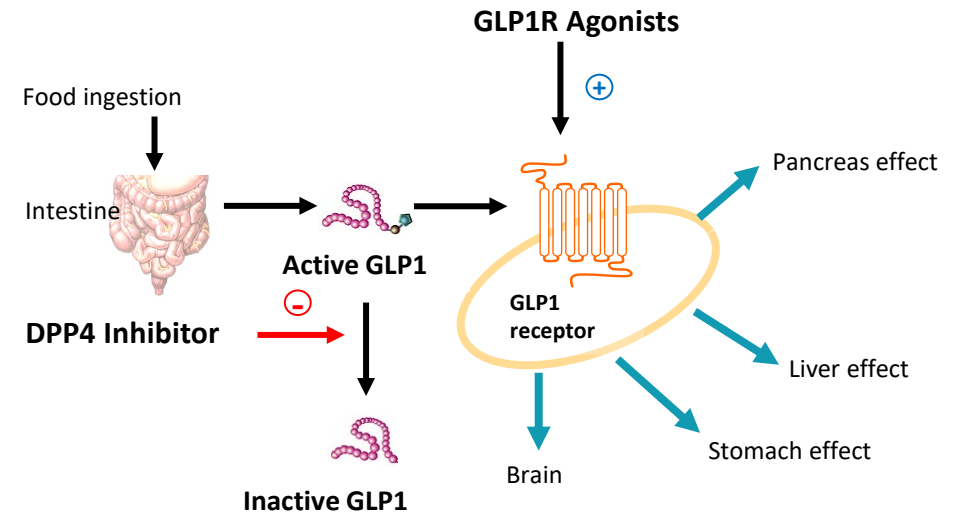 GLP1R Agonists
+
Food ingestion
Pancreas effect
Intestine
Active GLP1
-
GLP1
receptor
DPP4 Inhibitor
Liver effect
Stomach effect
Brain
Inactive GLP1